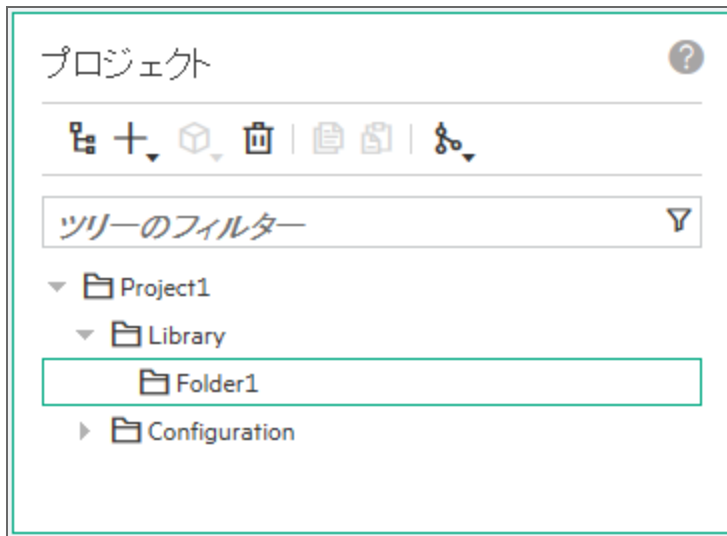 プロジェクト
ツリーのフィルター
Project1
Library
Folder1
Configuration